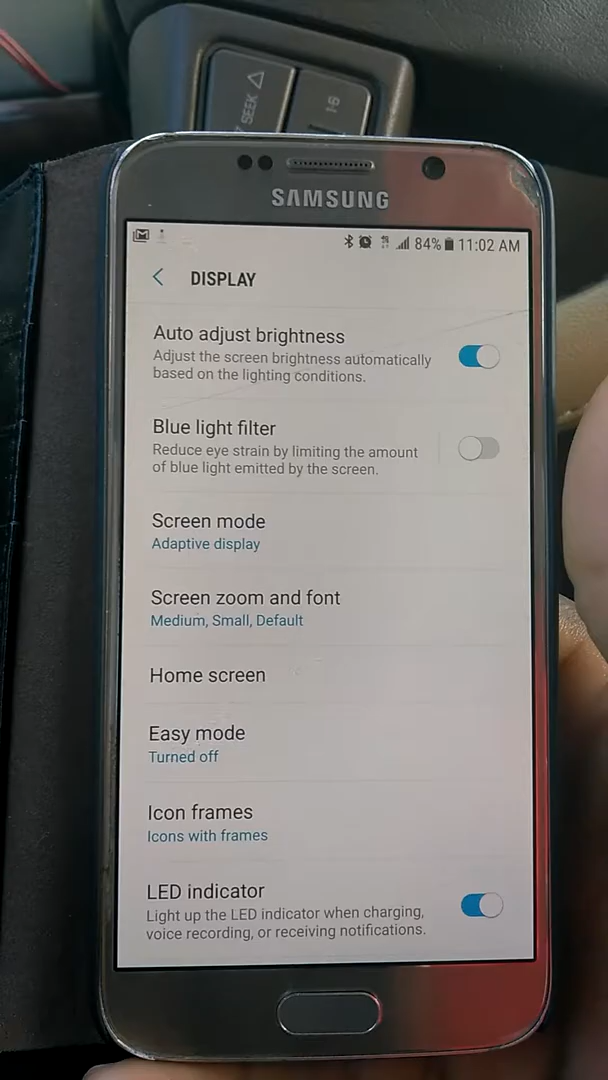 SEEK
1-6
SAMSUNG
84% 11:02 AM
DISPLAY
Auto adjust brightness
Adjust the screen brightness automatically
based on the lighting conditions.
Blue light filter
Reduce eye strain by limiting the amount
of blue light emitted by the screen.
Screen mode
Adaptive display
Screen zoom and font
Medium, Small, Default
Home screen
Easy mode
Turned off
Icon frames
Icons with frames
LED indicator
Light up the LED indicator when charging,
voice recording, or receiving notifications.